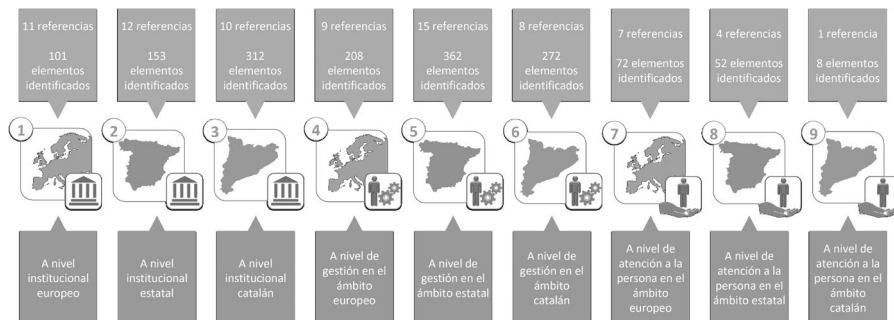 11 referencias
101
elementos
identificados
12 referencias
153
elementos
identificados
10 referencias
312
elementos
identificados
9 referencias
208
elementos
identificados
15 referencias
362
elementos
identificados
8 referencias
272
elementos
identificados
7 referencias
72 elementos
identificados
4 referencias
52 elementos
identificados
1 referencia
8 elementos
identificados
1
2
3
4
5
6
7
8
9
A nivel
institucional
europeo
A nivel
institucional
estatal
A nivel
institucional
catalán
A nivel de
gestión en el
ámbito
europeo
A nivel de
gestión en el
ámbito estatal
A nivel de
gestión en el
ámbito
catalán
A nivel de
atención a la
persona en el
ámbito
europeo
A nivel de
atención a la
persona en el
ámbito estatal
A nivel de
atención a la
persona en el
ámbito
catalán